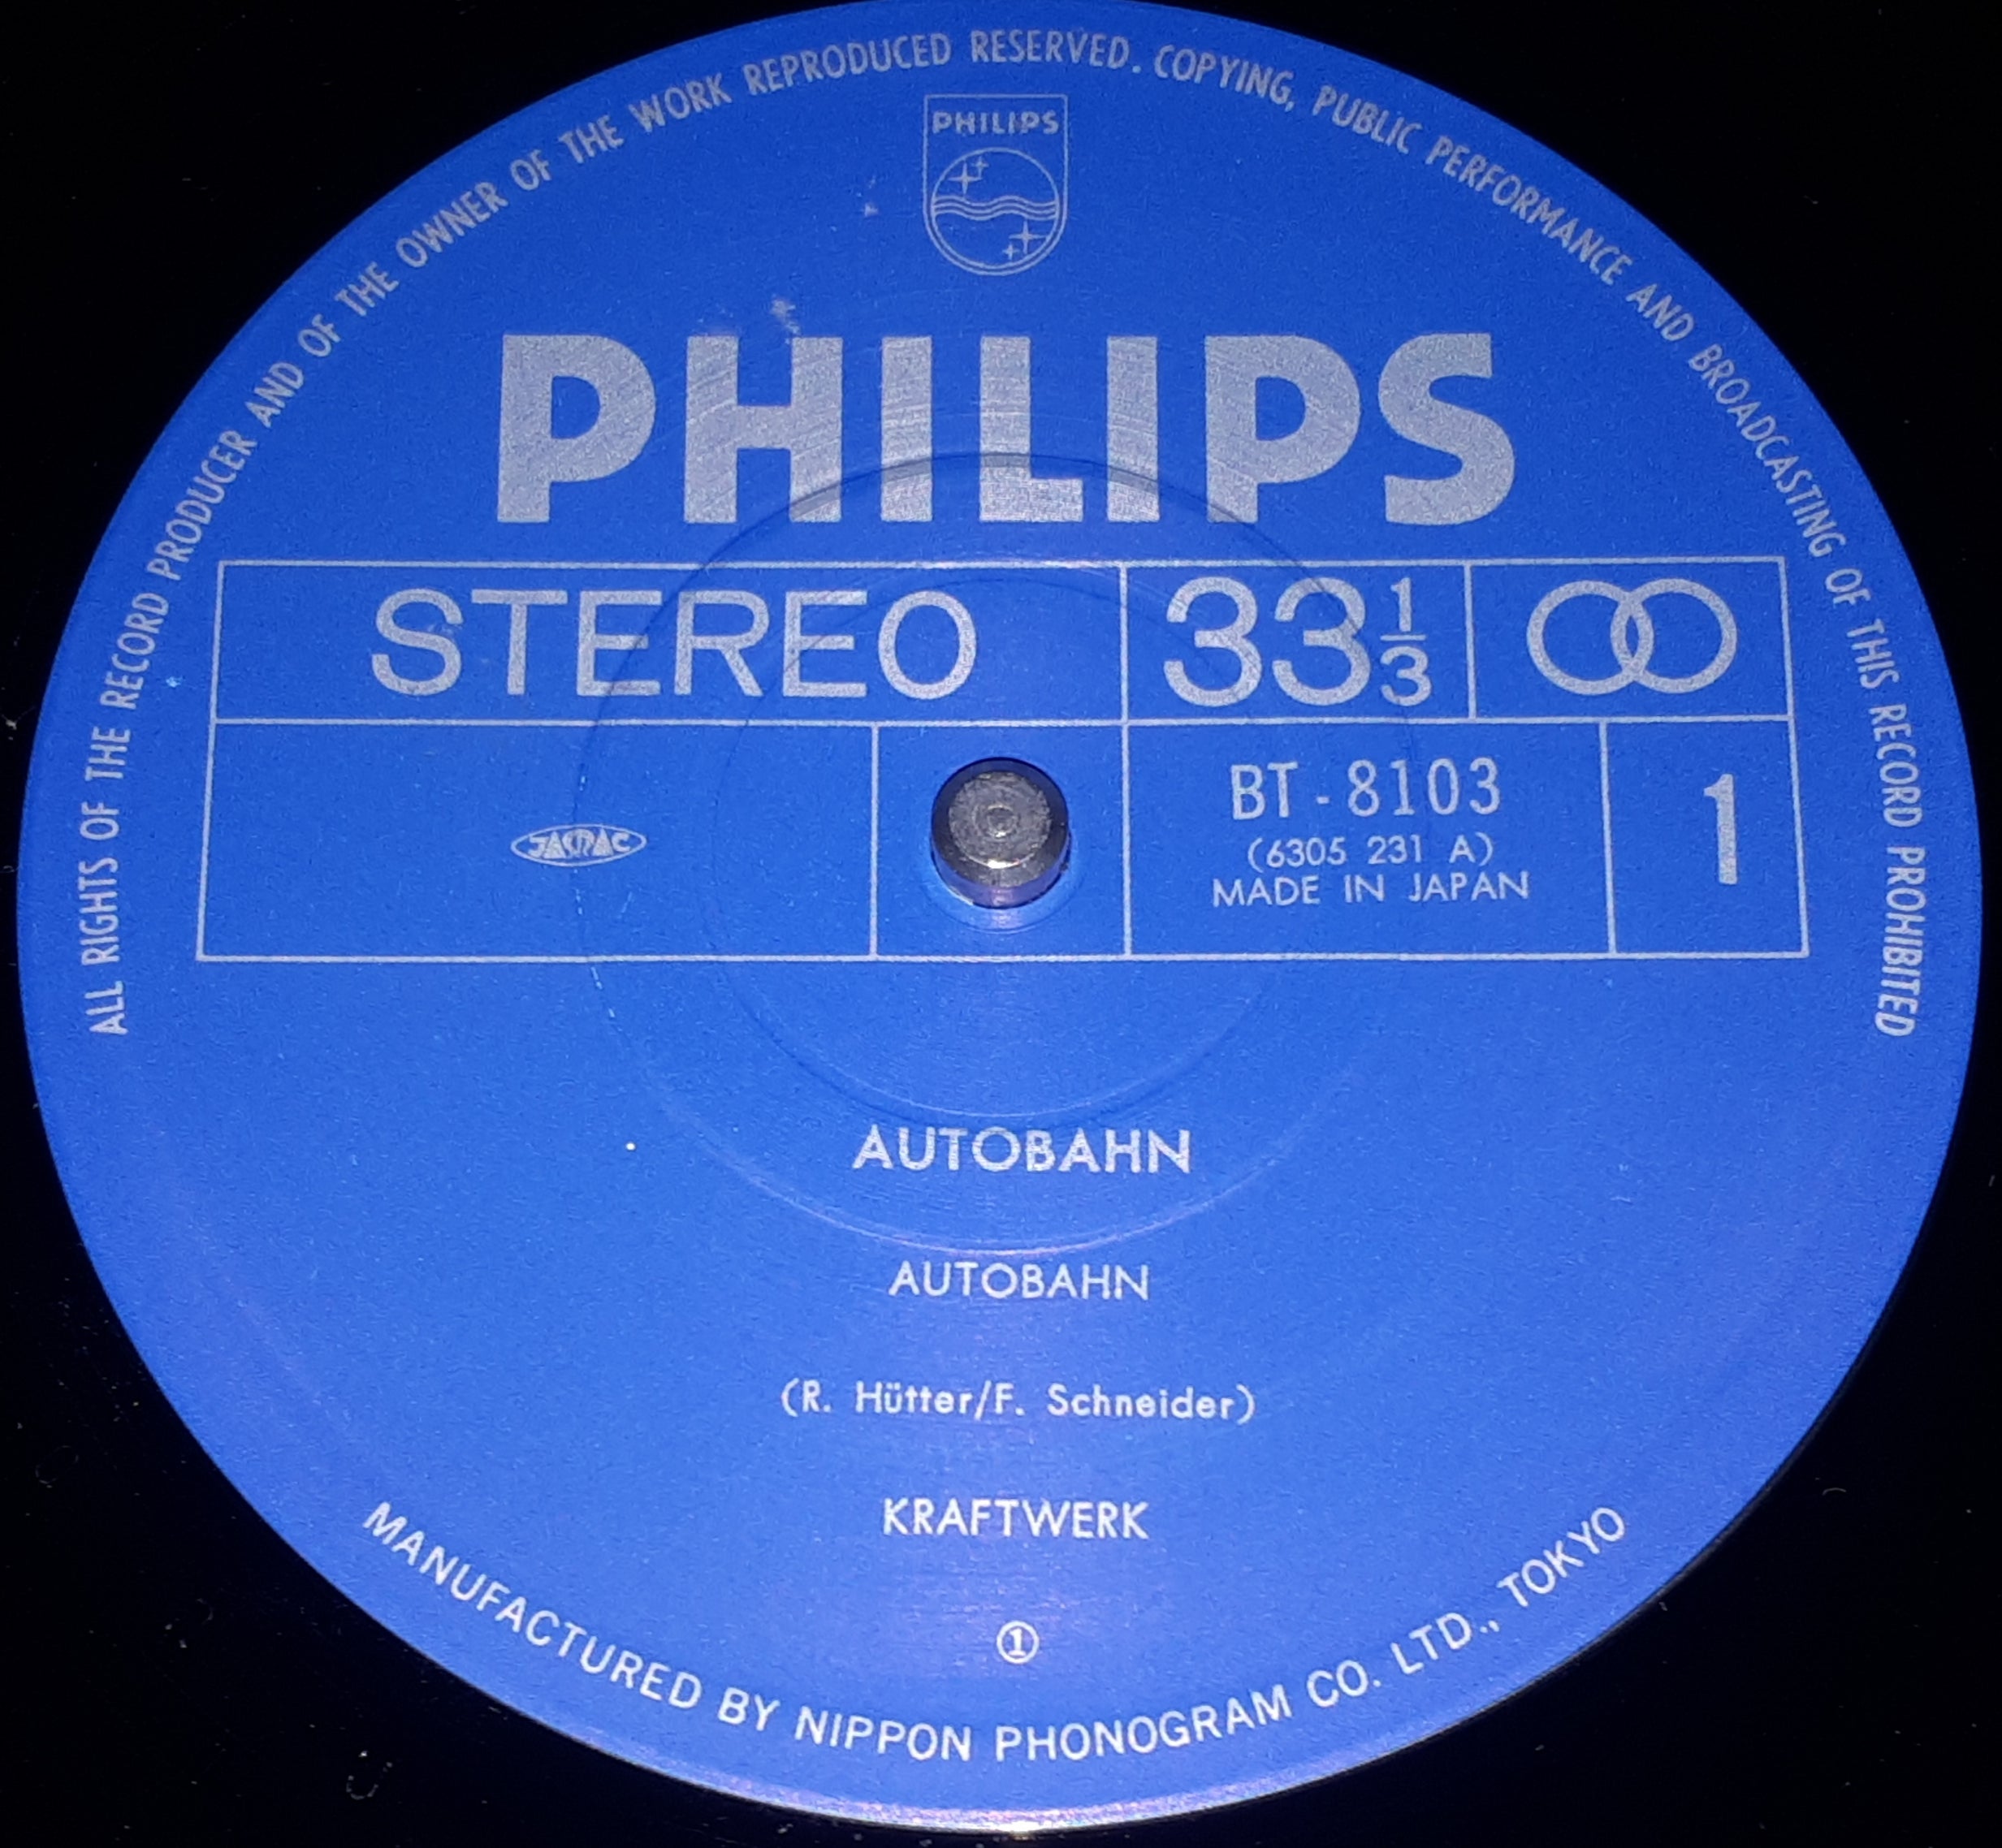 ALL RIGHTS OF THE RECORD PRODUCER AND OF THE OWNER OF THE WORK REPRODUCED RESERVED. COPYING, PUBLIC PERFORMANCE AND BROADCASTING OF THIS RECORD PROHIBITED
PHILIPS
PHILIPS
STEREO
33 1/3
JASRAC
BT-8103
(6305 231 A)
MADE IN JAPAN
1
AUTOBAHN
AUTOBAHN
(R. Hütter/F. Schneider)
KRAFTWERK
①
MANUFACTURED BY NIPPON PHONOGRAM CO. LTD., TOKYO